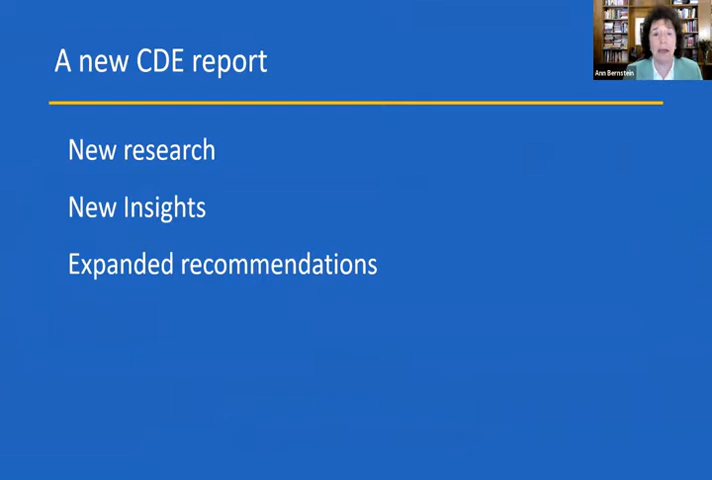 A new CDE report
Ann Bernstein
New research
New Insights
Expanded recommendations